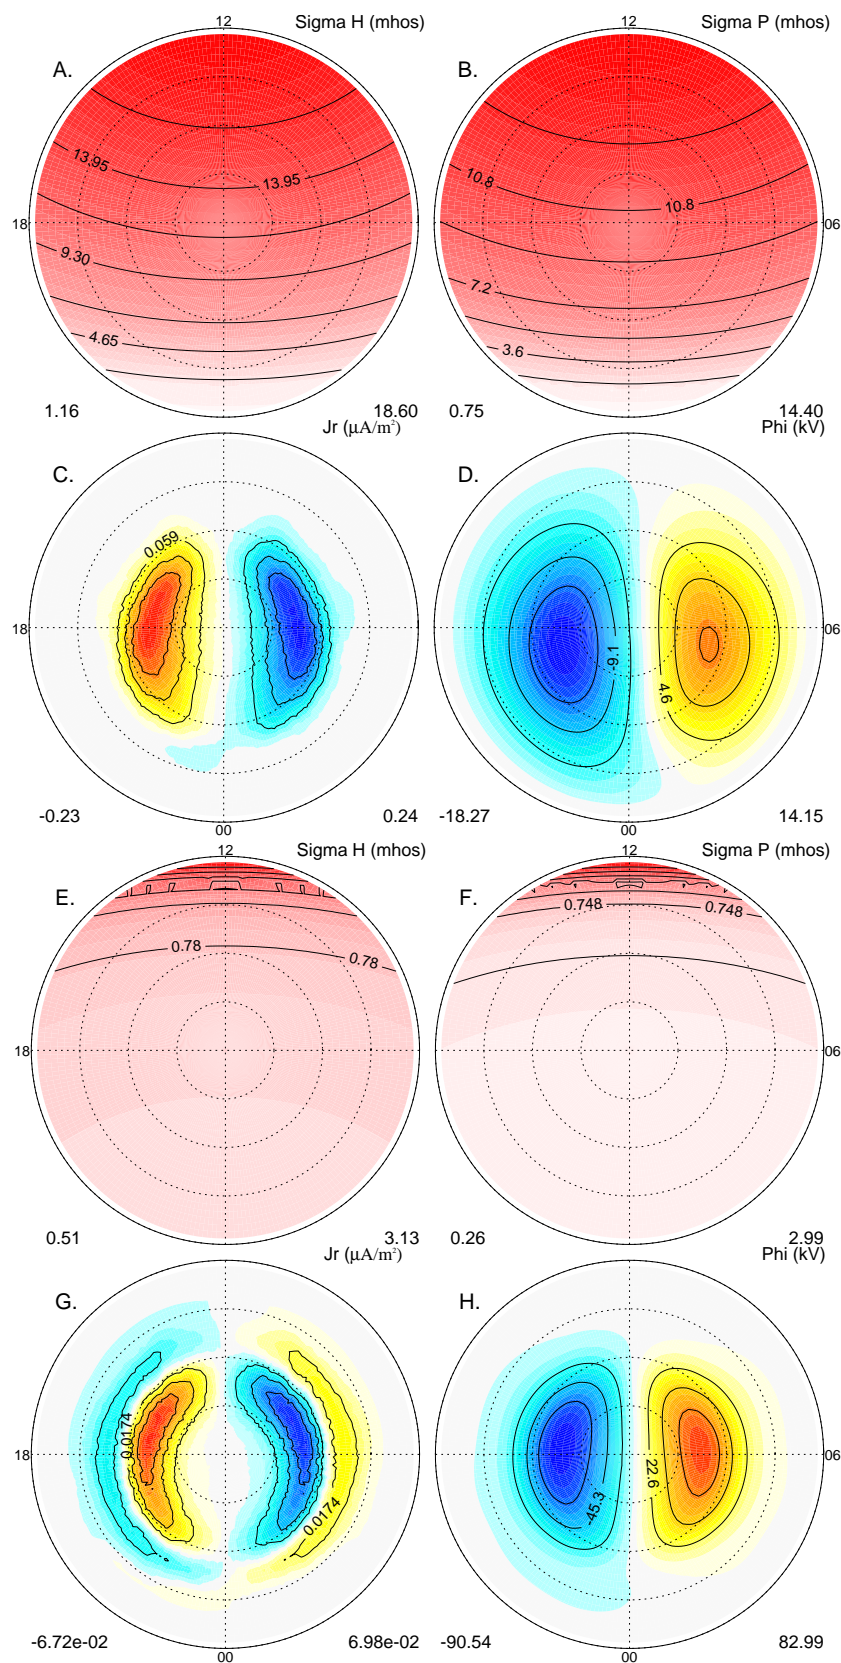 Sigma H (mhos)
Sigma P (mhos)
12
A.
B.
13.95
13.95
10.8
10.8
18
06
9.30
7.2
4.65
3.6
1.16
18.60
0.75
14.40
Jr (μA/m²)
Phi (kV)
C.
D.
0.059
18
06
-9.1
4.6
-0.23
0.24
-18.27
14.15
00
00
12
Sigma H (mhos)
12
Sigma P (mhos)
E.
F.
0.748
0.748
0.78
0.78
18
06
0.51
3.13
0.26
2.99
Jr (μA/m²)
Phi (kV)
G.
H.
0.0174
18
06
22.6
45.3
0.0174
-6.72e-02
6.98e-02
-90.54
82.99
00
00